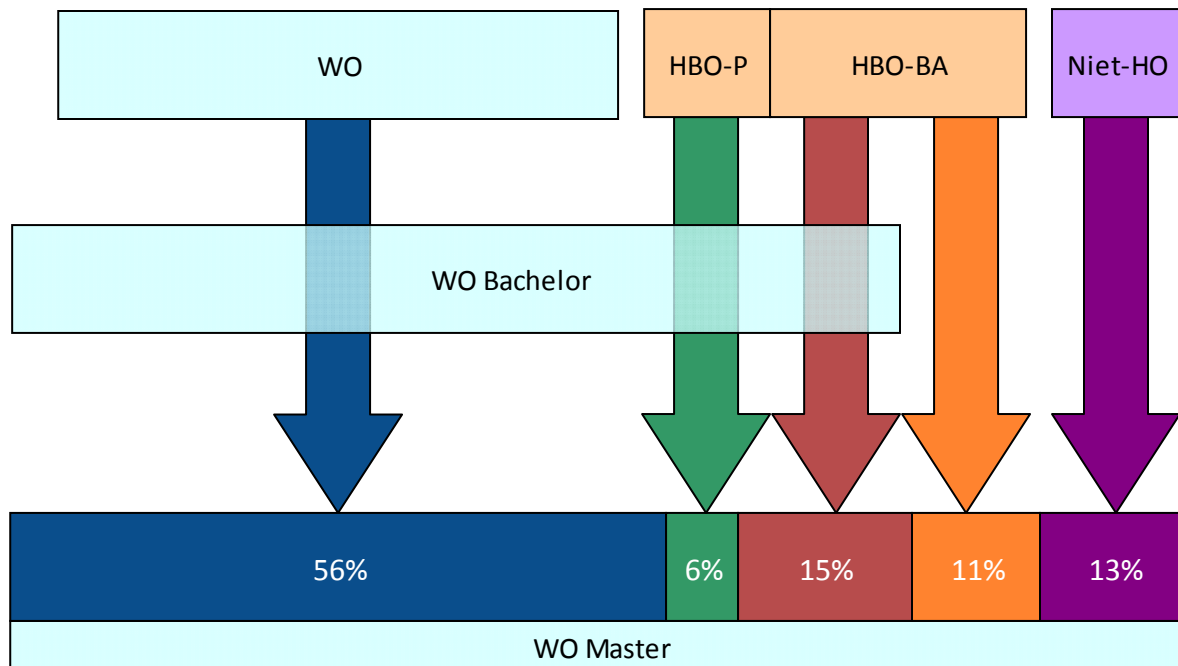 WO
HBO-P
HBO-BA
Niet-HO
WO Bachelor
56%
6%
15%
11%
13%
WO Master